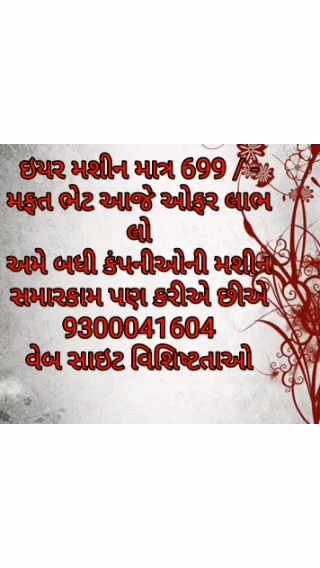 ઇયર મશીન માત્ર 699 /-
મફત ભેટ આજે ઓફર લાભ
લો
અમે બધી કંપનીઓની મશીન
સમારકામ પણ કરીએ છીએ
9300041604
વેબ સાઇટ વિશિષ્ટતાઓ